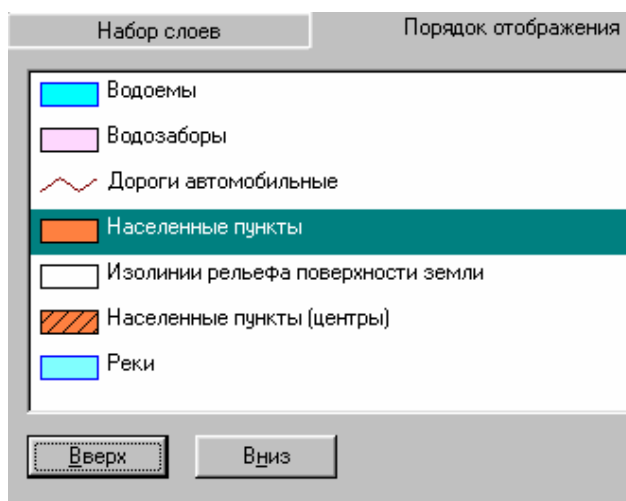 Набор слоев
Порядок отображения
Водоемы
Водозаборы
Дороги автомобильные
Населенные пункты
Изолинии рельефа поверхности земли
Населенные пункты (центры)
Реки
Вверх
Вниз